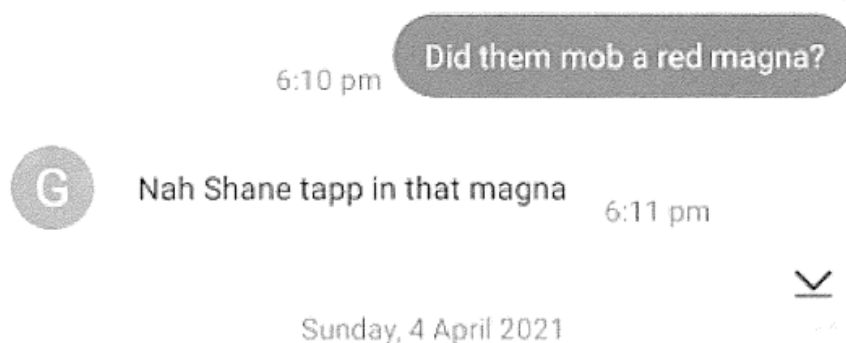 Did them mob a red magna?
6:10 pm
G
Nah Shane tapp in that magna
6:11 pm
Sunday, 4 April 2021